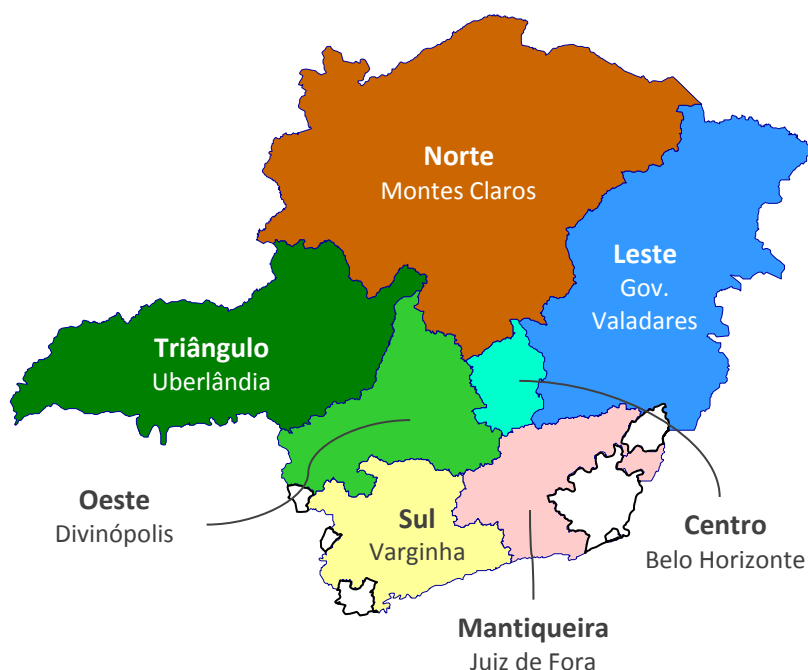 Norte
Montes Claros
Leste
Gov.
Valadares
Triângulo
Uberlândia
Oeste
Divinópolis
Sul
Varginha
Centro
Belo Horizonte
Mantiqueira
Juiz de Fora